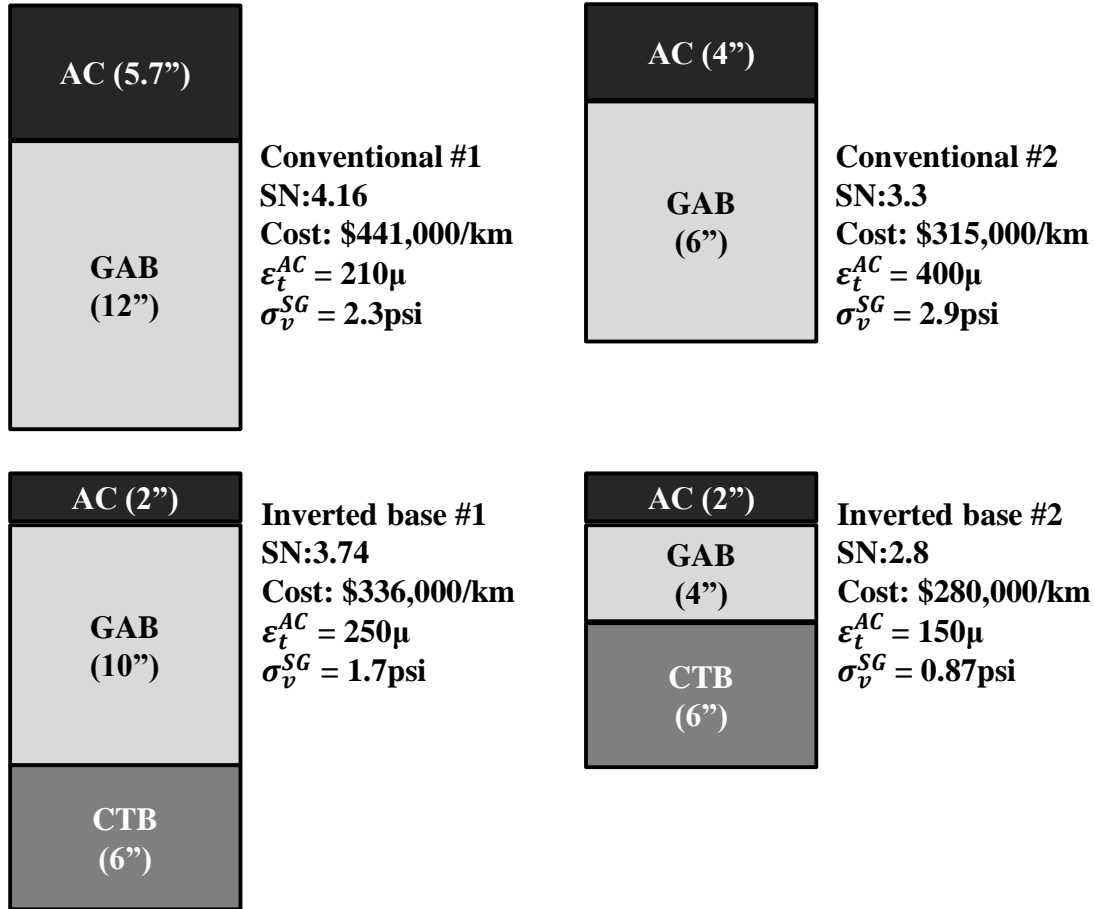 AC (5.7”)
GAB
(12”)
Conventional #1
SN:4.16
Cost: $441,000/km
ε_t^AC = 210μ
σ_v^SG = 2.3psi
AC (4”)
GAB
(6”)
Conventional #2
SN:3.3
Cost: $315,000/km
ε_t^AC = 400μ
σ_v^SG = 2.9psi
AC (2”)
GAB
(10”)
CTB
(6”)
Inverted base #1
SN:3.74
Cost: $336,000/km
ε_t^AC = 250μ
σ_v^SG = 1.7psi
AC (2”)
GAB
(4”)
CTB
(6”)
Inverted base #2
SN:2.8
Cost: $280,000/km
ε_t^AC = 150μ
σ_v^SG = 0.87psi